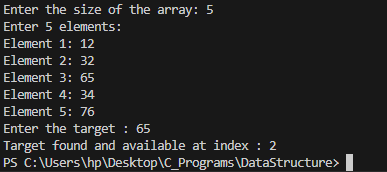 Enter the size of the array: 5
Enter 5 elements:
Element 1: 12
Element 2: 32
Element 3: 65
Element 4: 34
Element 5: 76
Enter the target : 65
Target found and available at index : 2
PS C:\Users\hp\Desktop\C_Programs\DataStructure>